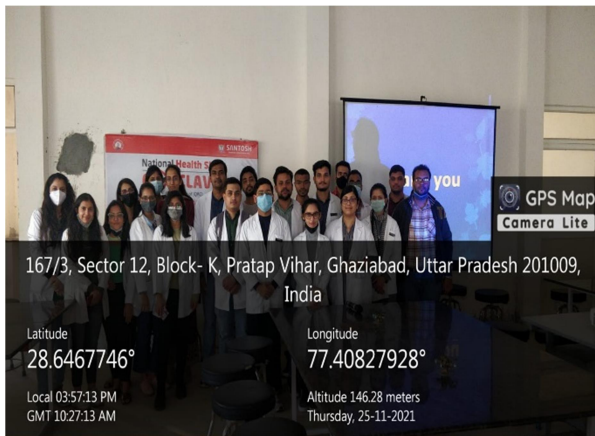 SANTOSH
National Health S
CLAV
you
GPS Map
Camera Lite
167/3, Sector 12, Block- K, Pratap Vihar, Ghaziabad, Uttar Pradesh 201009,
India
Latitude
28.6467746°
Longitude
77.40827928°
Local 03:57:13 PM
GMT 10:27:13 AM
Altitude 146.28 meters
Thursday, 25-11-2021